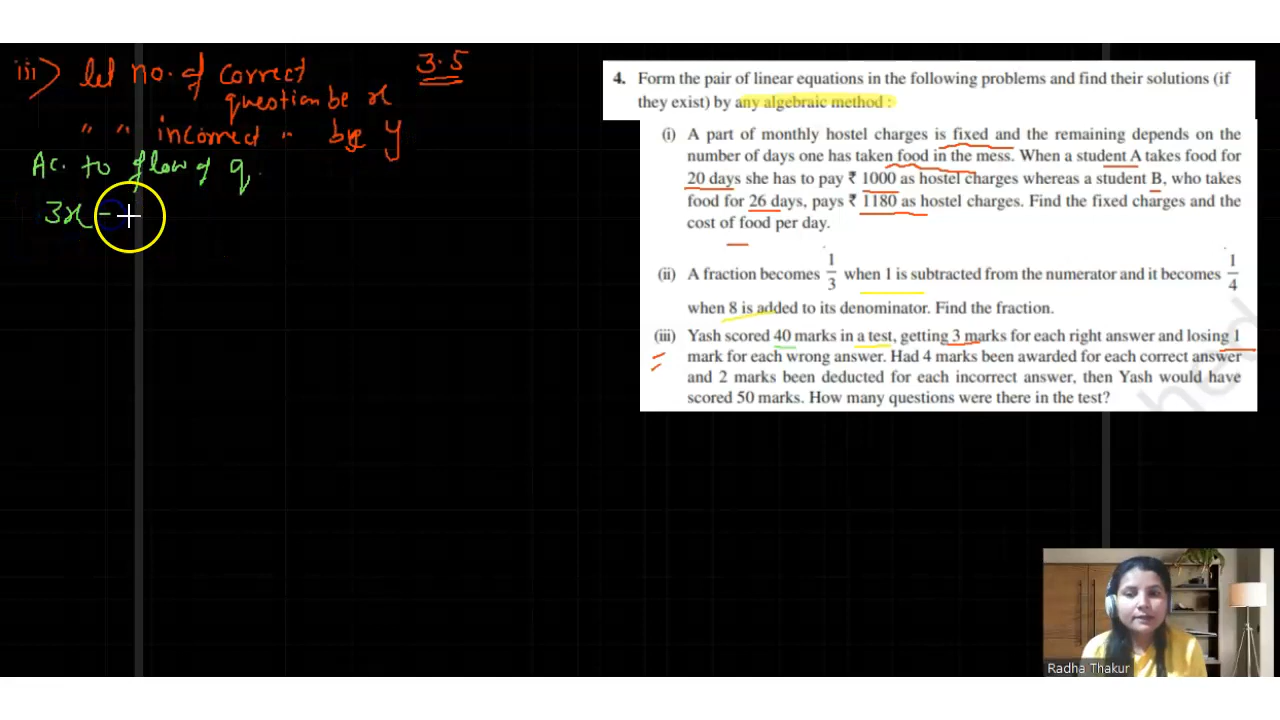 iii) let no. of correct 3.5
question be x
" " incorrect " be y
Ac. to flow of q.
3x -
4. Form the pair of linear equations in the following problems and find their solutions (if
they exist) by any algebraic method :
(i) A part of monthly hostel charges is fixed and the remaining depends on the
number of days one has taken food in the mess. When a student A takes food for
20 days she has to pay ₹ 1000 as hostel charges whereas a student B, who takes
food for 26 days, pays ₹ 1180 as hostel charges. Find the fixed charges and the
cost of food per day.
(ii) A fraction becomes 1/3 when 1 is subtracted from the numerator and it becomes 1/4
when 8 is added to its denominator. Find the fraction.
(iii) Yash scored 40 marks in a test, getting 3 marks for each right answer and losing 1
mark for each wrong answer. Had 4 marks been awarded for each correct answer
and 2 marks been deducted for each incorrect answer, then Yash would have
scored 50 marks. How many questions were there in the test?
Radha Thakur